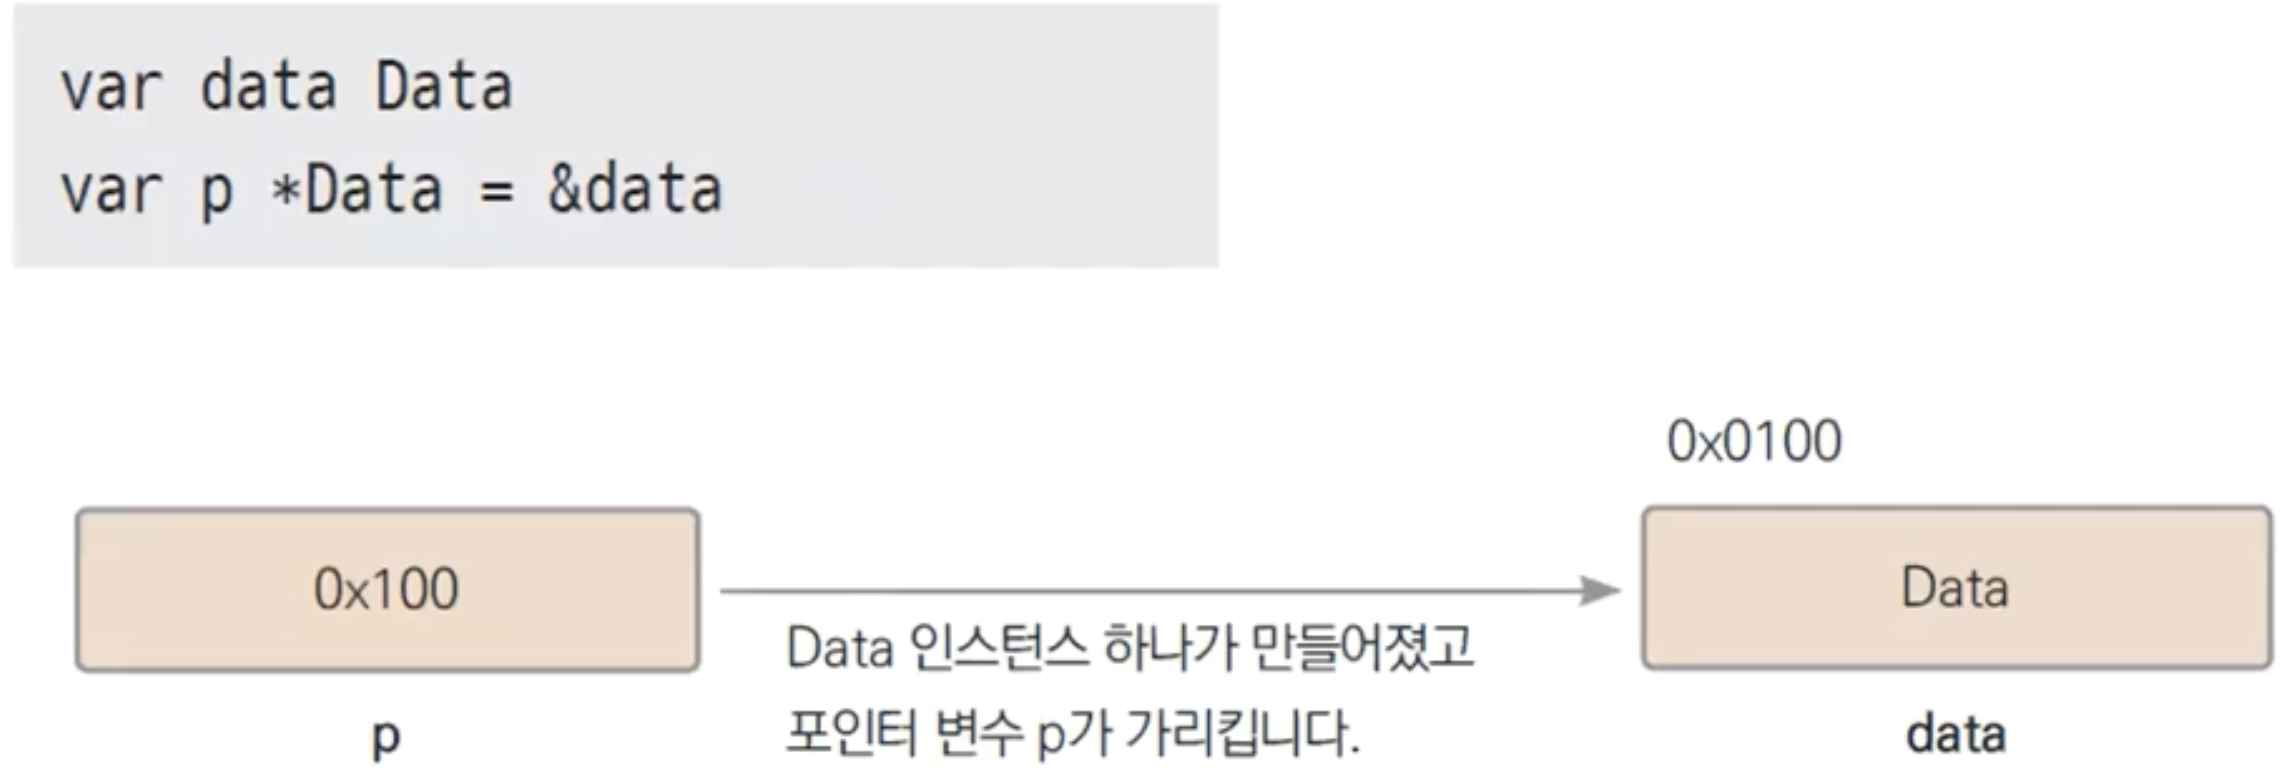 var data Data
var p *Data = &data
0x0100
0x100
Data
Data 인스턴스 하나가 만들어졌고
포인터 변수 p가 가리킵니다.
p
data